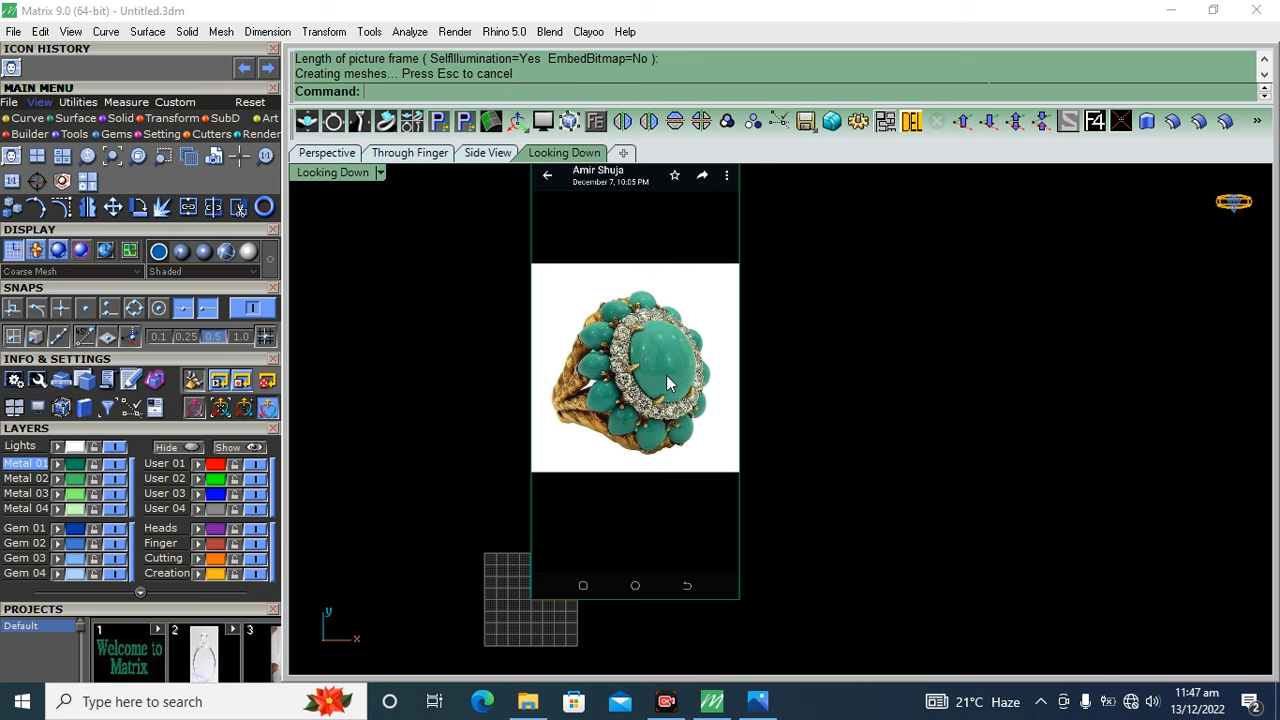 Matrix 9.0 (64-bit) - Untitled.3dm
File Edit View Curve Surface Solid Mesh Dimension Transform Tools Analyze Render Rhino 5.0 Blend Clayoo Help
ICON HISTORY
MAIN MENU
File View Utilities Measure Custom Reset
Curve Surface Solid Transform SubD Art
Builder Tools Gems Setting Cutters Render
DISPLAY
Coarse Mesh Shaded
SNAPS
0.1 0.25 0.5 1.0
INFO & SETTINGS
LAYERS
Lights Hide Show
Metal 01 User 01
Metal 02 User 02
Metal 03 User 03
Metal 04 User 04
Gem 01 Heads
Gem 02 Finger
Gem 03 Cutting
Gem 04 Creation
PROJECTS
Default
1 2 3
Welcome to
Matrix
Length of picture frame ( SelfIllumination=Yes EmbedBitmap=No ):
Creating meshes... Press Esc to cancel
Command:
DEL F4
Perspective Through Finger Side View Looking Down
Looking Down
Amir Shuja
December 7, 10:05 PM
y
x
Type here to search
21°C Haze
11:47 am
13/12/2022
2